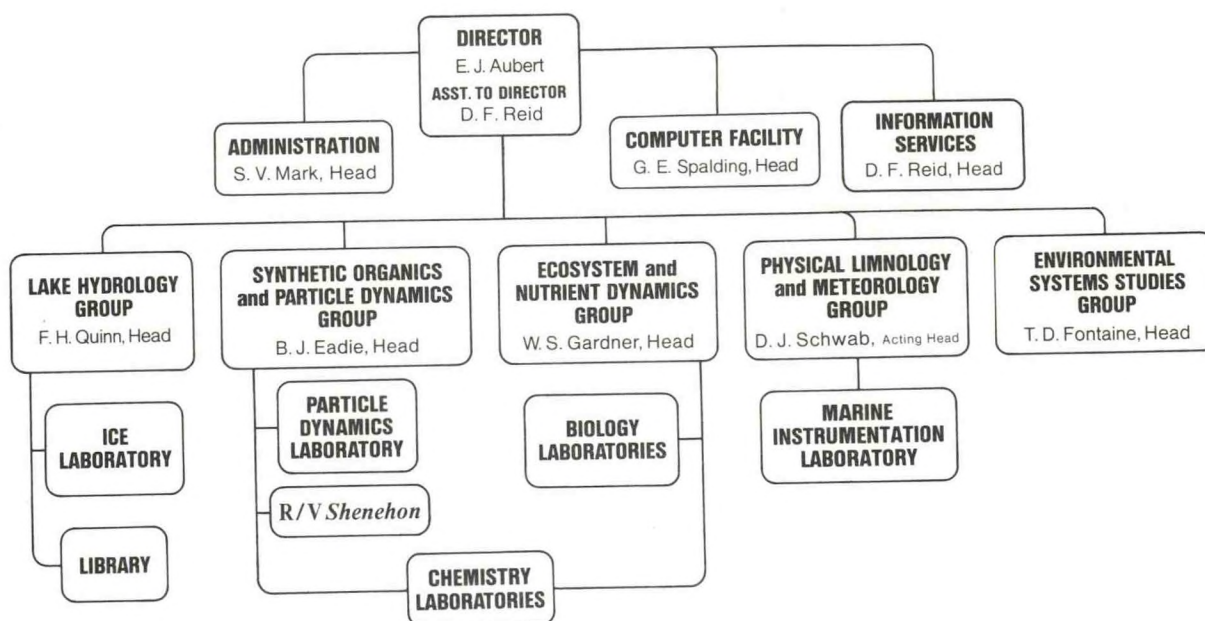 DIRECTOR
E. J. Aubert
ASST. TO DIRECTOR
D. F. Reid
ADMINISTRATION
S. V. Mark, Head
COMPUTER FACILITY
G. E. Spalding, Head
INFORMATION
SERVICES
D. F. Reid, Head
LAKE HYDROLOGY
GROUP
F. H. Quinn, Head
SYNTHETIC ORGANICS
and PARTICLE DYNAMICS
GROUP
B. J. Eadie, Head
ECOSYSTEM and
NUTRIENT DYNAMICS
GROUP
W. S. Gardner, Head
PHYSICAL LIMNOLOGY
and METEOROLOGY
GROUP
D. J. Schwab, Acting Head
ENVIRONMENTAL
SYSTEMS STUDIES
GROUP
T. D. Fontaine, Head
ICE
LABORATORY
LIBRARY
PARTICLE
DYNAMICS
LABORATORY
R/V Shenehon
BIOLOGY
LABORATORIES
MARINE
INSTRUMENTATION
LABORATORY
CHEMISTRY
LABORATORIES